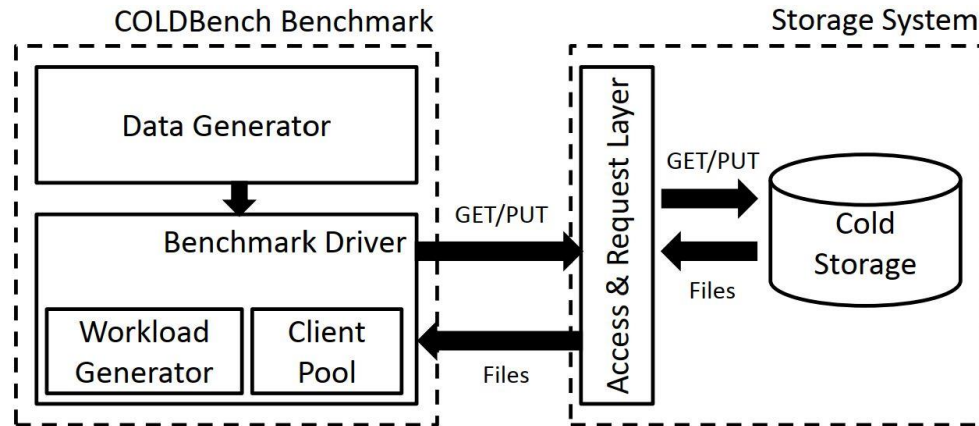 COLDBench Benchmark
Storage System
Data Generator
Benchmark Driver
Workload
Generator
Client
Pool
GET/PUT
Files
Access & Request Layer
GET/PUT
Files
Cold
Storage